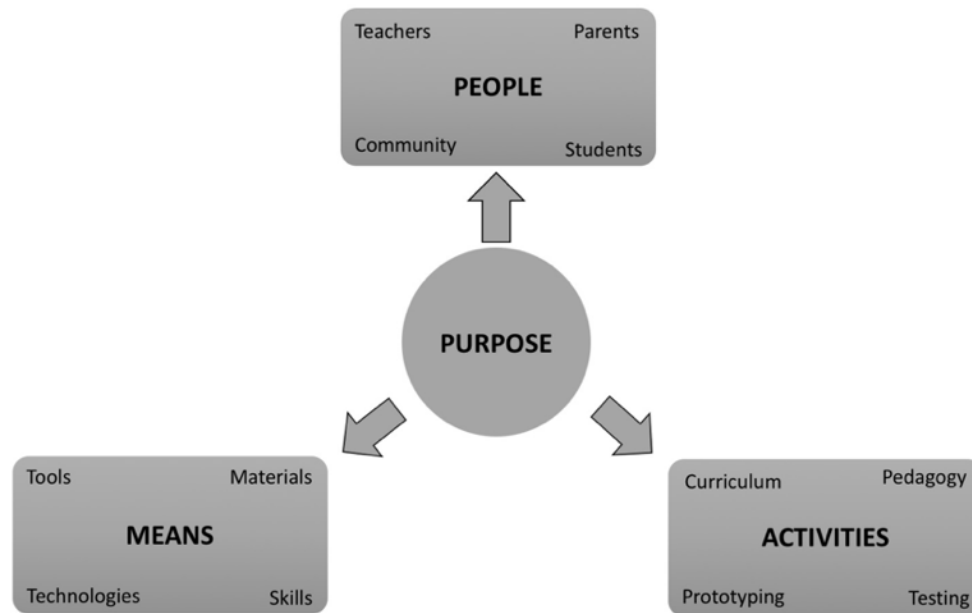 Teachers Parents
PEOPLE
Community Students
PURPOSE
Tools Materials
MEANS
Technologies Skills
Curriculum Pedagogy
ACTIVITIES
Prototyping Testing